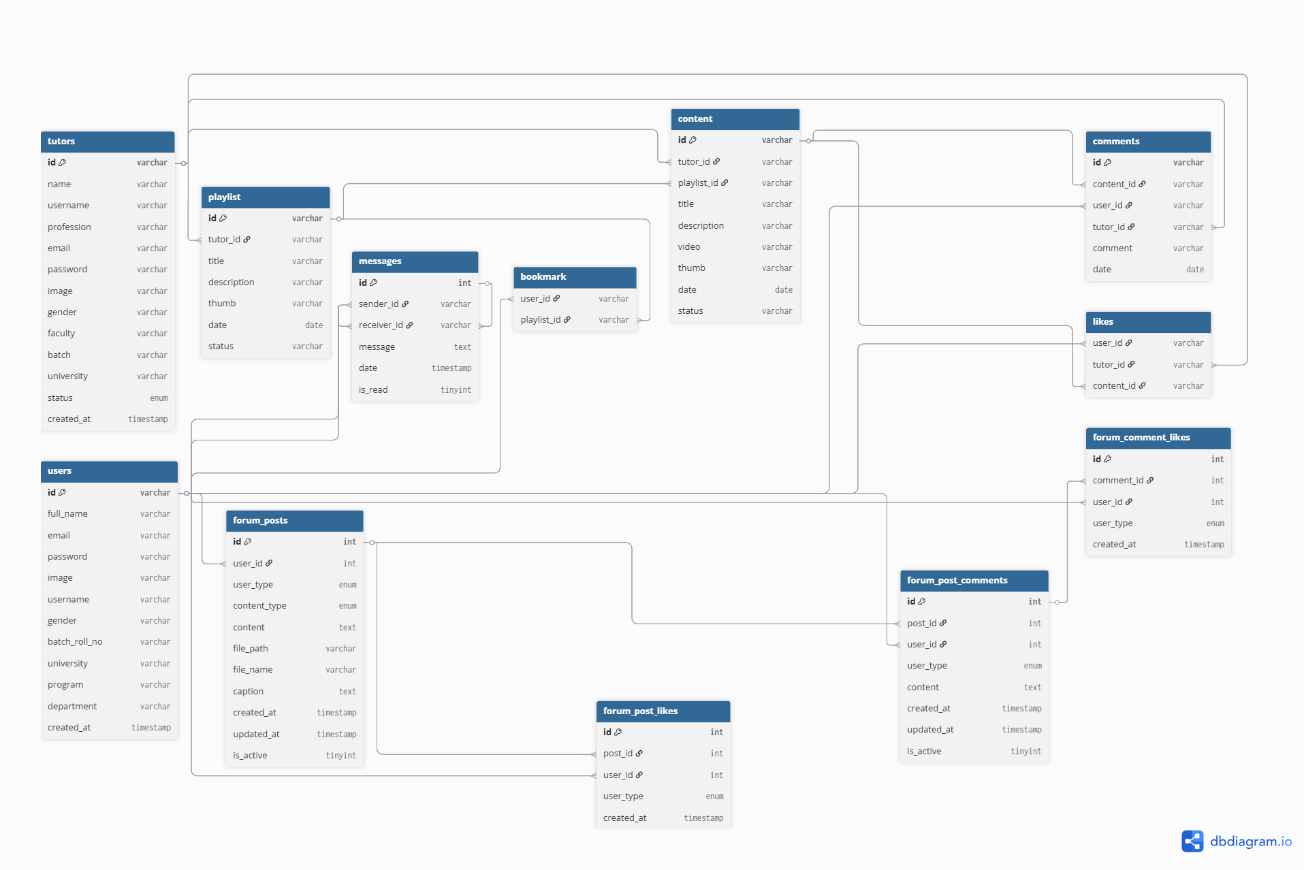 tutors
id varchar
name varchar
username varchar
profession varchar
email varchar
password varchar
image varchar
gender varchar
faculty varchar
batch varchar
university varchar
status enum
created_at timestamp
playlist
id varchar
tutor_id varchar
title varchar
description varchar
thumb varchar
date date
status varchar
messages
id int
sender_id varchar
receiver_id varchar
message text
date timestamp
is_read tinyint
bookmark
user_id varchar
playlist_id varchar
content
id varchar
tutor_id varchar
playlist_id varchar
title varchar
description varchar
video varchar
thumb varchar
date date
status varchar
comments
id varchar
content_id varchar
user_id varchar
tutor_id varchar
comment varchar
date date
likes
user_id varchar
tutor_id varchar
content_id varchar
forum_comment_likes
id int
comment_id int
user_id int
user_type enum
created_at timestamp
users
id varchar
full_name varchar
email varchar
password varchar
image varchar
username varchar
gender varchar
batch_roll_no varchar
university varchar
program varchar
department varchar
created_at timestamp
forum_posts
id int
user_id int
user_type enum
content_type enum
content text
file_path varchar
file_name varchar
caption text
created_at timestamp
updated_at timestamp
is_active tinyint
forum_post_comments
id int
post_id int
user_id int
user_type enum
content text
created_at timestamp
updated_at timestamp
is_active tinyint
forum_post_likes
id int
post_id int
user_id int
user_type enum
created_at timestamp
dbdiagram.io